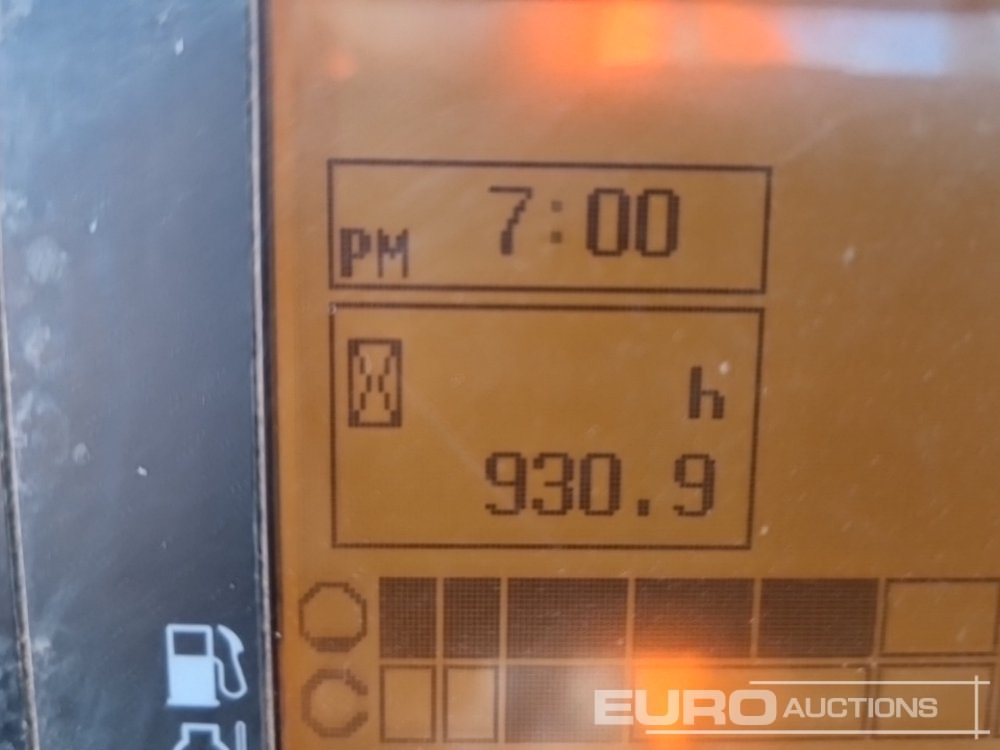 PM 7:00
h
930.9
EURO AUCTIONS